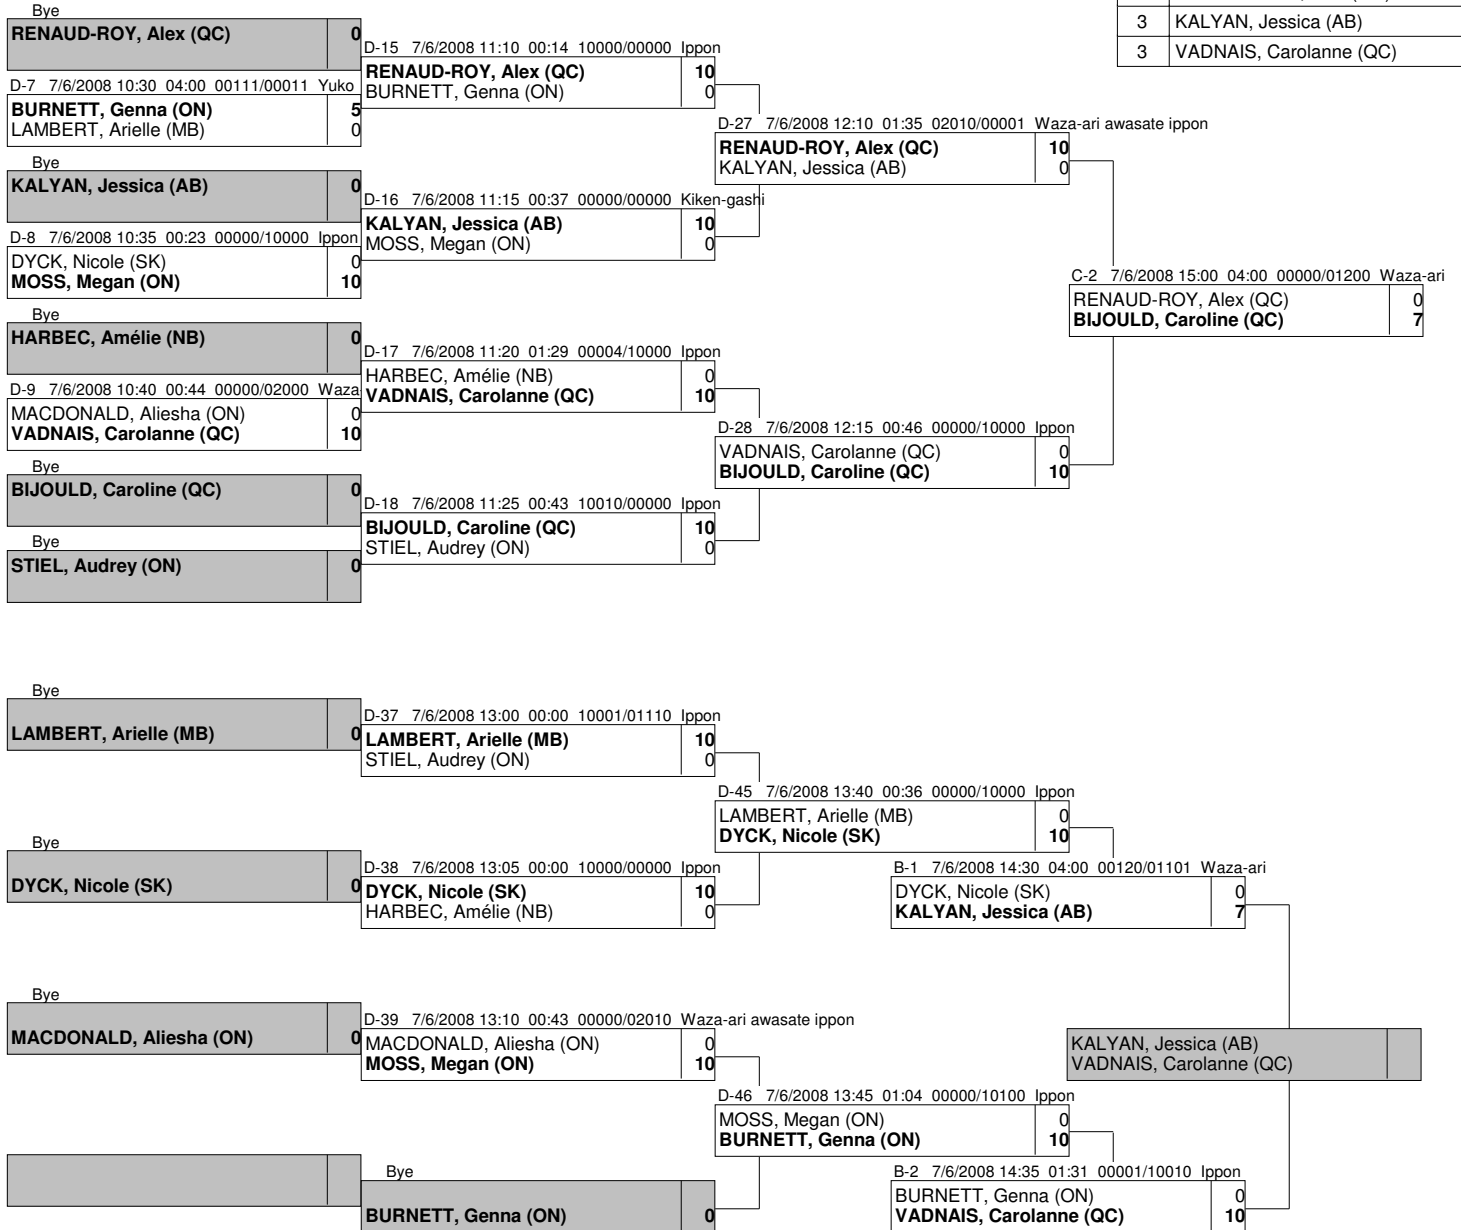 Bye
RENAUD-ROY, Alex (QC) 0
D-7 7/6/2008 10:30 04:00 00111/00011 Yuko
BURNETT, Genna (ON) 5
LAMBERT, Arielle (MB) 0
Bye
KALYAN, Jessica (AB) 0
D-8 7/6/2008 10:35 00:23 00000/10000 Ippon
DYCK, Nicole (SK) 0
MOSS, Megan (ON) 10
Bye
HARBEC, Amélie (NB) 0
D-9 7/6/2008 10:40 00:44 00000/02000 Waza
MACDONALD, Aliesha (ON) 0
VADNAIS, Carolanne (QC) 10
Bye
BIJOULD, Caroline (QC) 0
Bye
STIEL, Audrey (ON) 0
D-15 7/6/2008 11:10 00:14 10000/00000 Ippon
RENAUD-ROY, Alex (QC) 10
BURNETT, Genna (ON) 0
D-16 7/6/2008 11:15 00:37 00000/00000 Kiken-gashi
KALYAN, Jessica (AB) 10
MOSS, Megan (ON) 0
D-17 7/6/2008 11:20 01:29 00004/10000 Ippon
HARBEC, Amélie (NB) 0
VADNAIS, Carolanne (QC) 10
D-18 7/6/2008 11:25 00:43 10010/00000 Ippon
BIJOULD, Caroline (QC) 10
STIEL, Audrey (ON) 0
D-27 7/6/2008 12:10 01:35 02010/00001 Waza-ari awasate ippon
RENAUD-ROY, Alex (QC) 10
KALYAN, Jessica (AB) 0
D-28 7/6/2008 12:15 00:46 00000/10000 Ippon
VADNAIS, Carolanne (QC) 0
BIJOULD, Caroline (QC) 10
3 KALYAN, Jessica (AB)
3 VADNAIS, Carolanne (QC)
C-2 7/6/2008 15:00 04:00 00000/01200 Waza-ari
RENAUD-ROY, Alex (QC) 0
BIJOULD, Caroline (QC) 7
Bye
LAMBERT, Arielle (MB) 0
Bye
DYCK, Nicole (SK) 0
Bye
MACDONALD, Aliesha (ON) 0
D-37 7/6/2008 13:00 00:00 10001/01110 Ippon
LAMBERT, Arielle (MB) 10
STIEL, Audrey (ON) 0
D-38 7/6/2008 13:05 00:00 10000/00000 Ippon
DYCK, Nicole (SK) 10
HARBEC, Amélie (NB) 0
D-39 7/6/2008 13:10 00:43 00000/02010 Waza-ari awasate ippon
MACDONALD, Aliesha (ON) 0
MOSS, Megan (ON) 10
Bye
BURNETT, Genna (ON) 0
D-45 7/6/2008 13:40 00:36 00000/10000 Ippon
LAMBERT, Arielle (MB) 0
DYCK, Nicole (SK) 10
D-46 7/6/2008 13:45 01:04 00000/10100 Ippon
MOSS, Megan (ON) 0
BURNETT, Genna (ON) 10
B-1 7/6/2008 14:30 04:00 00120/01101 Waza-ari
DYCK, Nicole (SK) 0
KALYAN, Jessica (AB) 7
B-2 7/6/2008 14:35 01:31 00001/10010 Ippon
BURNETT, Genna (ON) 0
VADNAIS, Carolanne (QC) 10
KALYAN, Jessica (AB)
VADNAIS, Carolanne (QC)